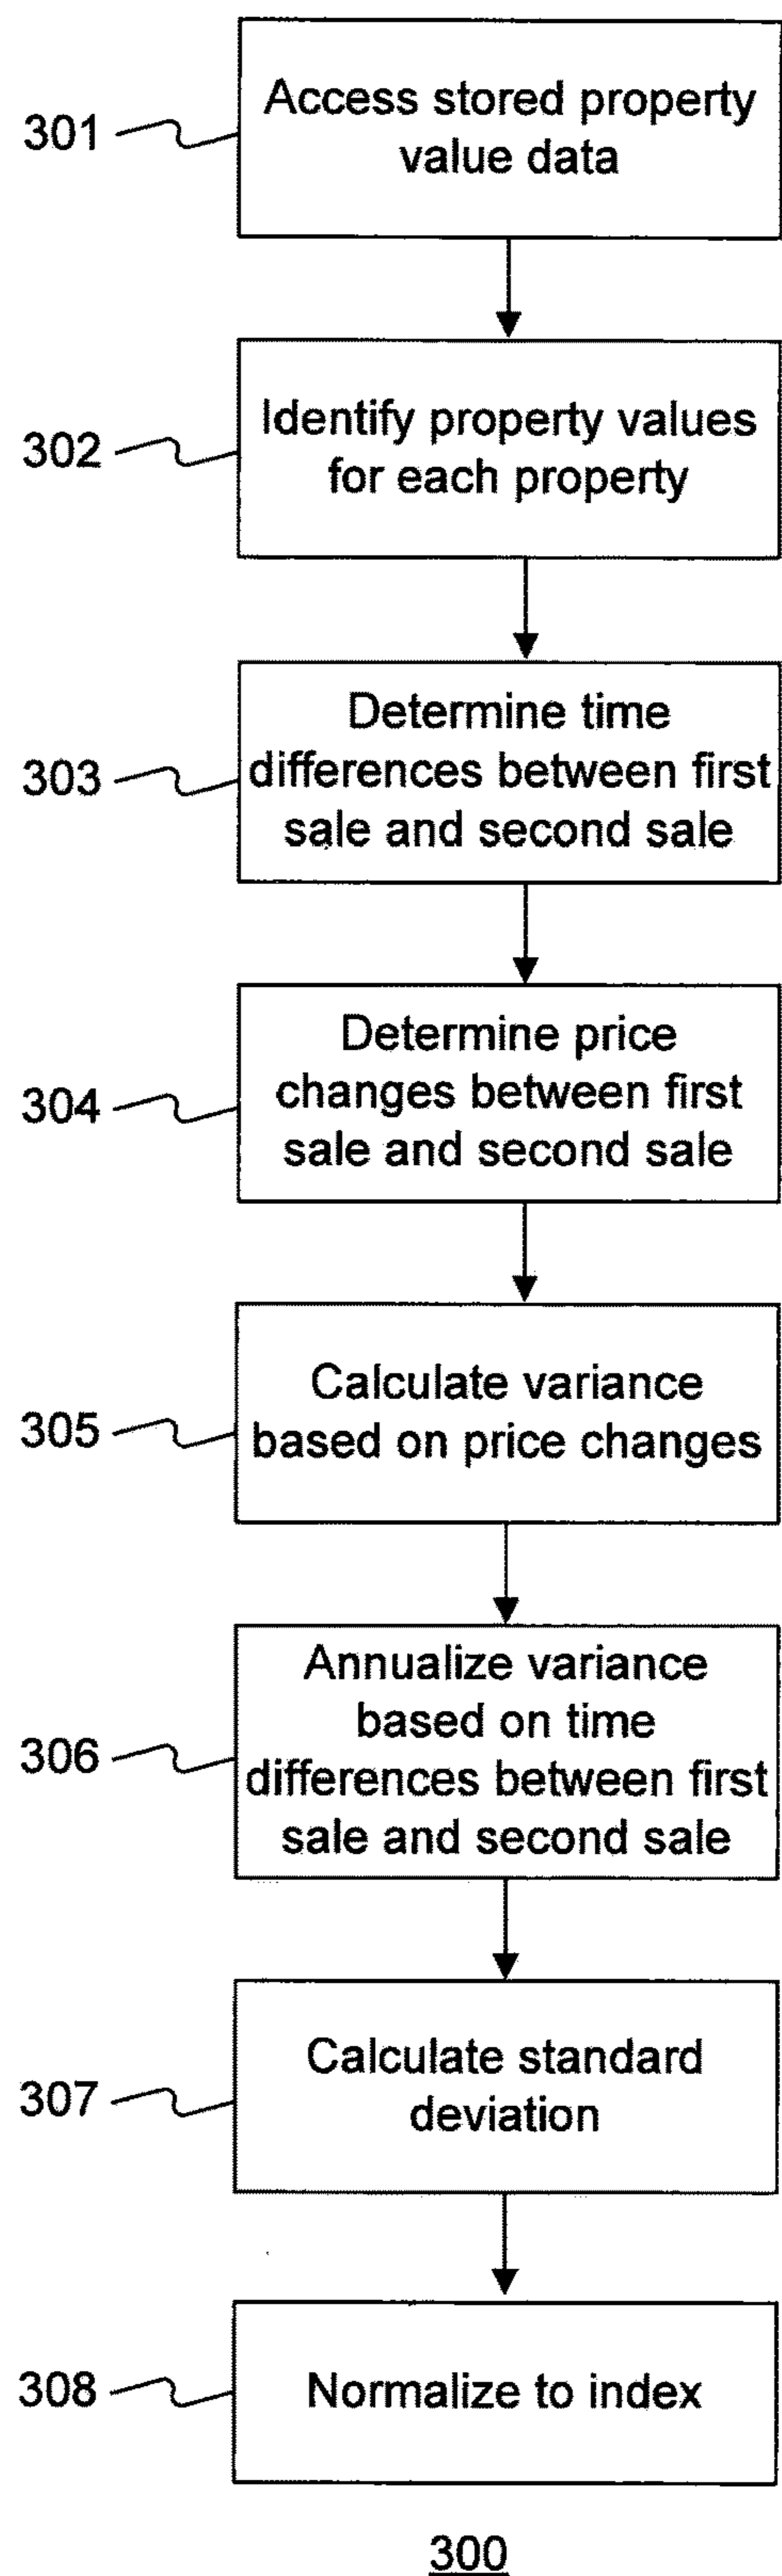 301
Access stored property
value data
302
Identify property values
for each property
303
Determine time
differences between first
sale and second sale
304
Determine price
changes between first
sale and second sale
305
Calculate variance
based on price changes
306
Annualize variance
based on time
differences between first
sale and second sale
307
Calculate standard
deviation
308
Normalize to index
300